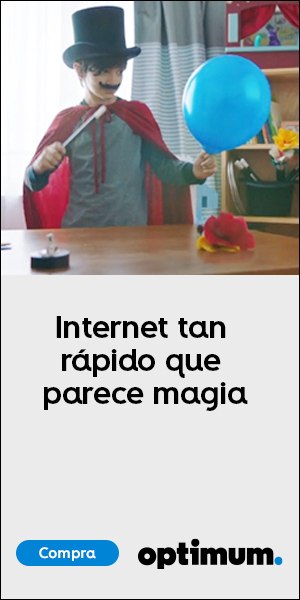 Internet tan
rápido que
parece magia
Compra
optimum.